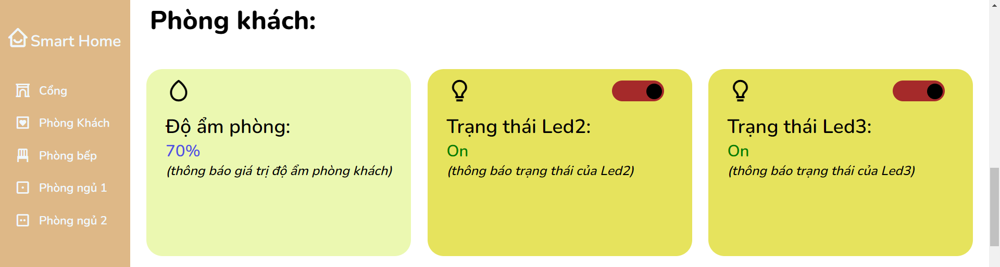 Smart Home
Cổng
Phòng Khách
Phòng bếp
Phòng ngủ 1
Phòng ngủ 2
Phòng khách:
Độ ẩm phòng:
70%
(thông báo giá trị độ ẩm phòng khách)
Trạng thái Led2:
On
(thông báo trạng thái của Led2)
Trạng thái Led3:
On
(thông báo trạng thái của Led3)